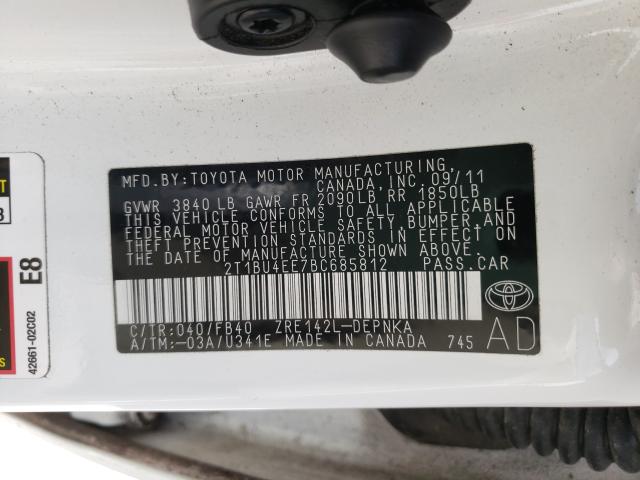 MFD.BY:TOYOTA MOTOR MANUFACTURING
CANADA, INC. 09/11
GVWR 3840 LB GAWR FR 2090LB RR 1850LB
THIS VEHICLE CONFORMS TO ALL APPLICABLE
FEDERAL MOTOR VEHICLE SAFETY, BUMPER, AND
THEFT PREVENTION STANDARDS IN EFFECT ON
THE DATE OF MANUFACTURE SHOWN ABOVE.
2T1BU4EE7BC685812 PASS.CAR
C/TR:040/FB40 ZRE142L-DEPNKA
A/TM:-03A/U341E MADE IN CANADA 745
AD
E8
42661-02C02